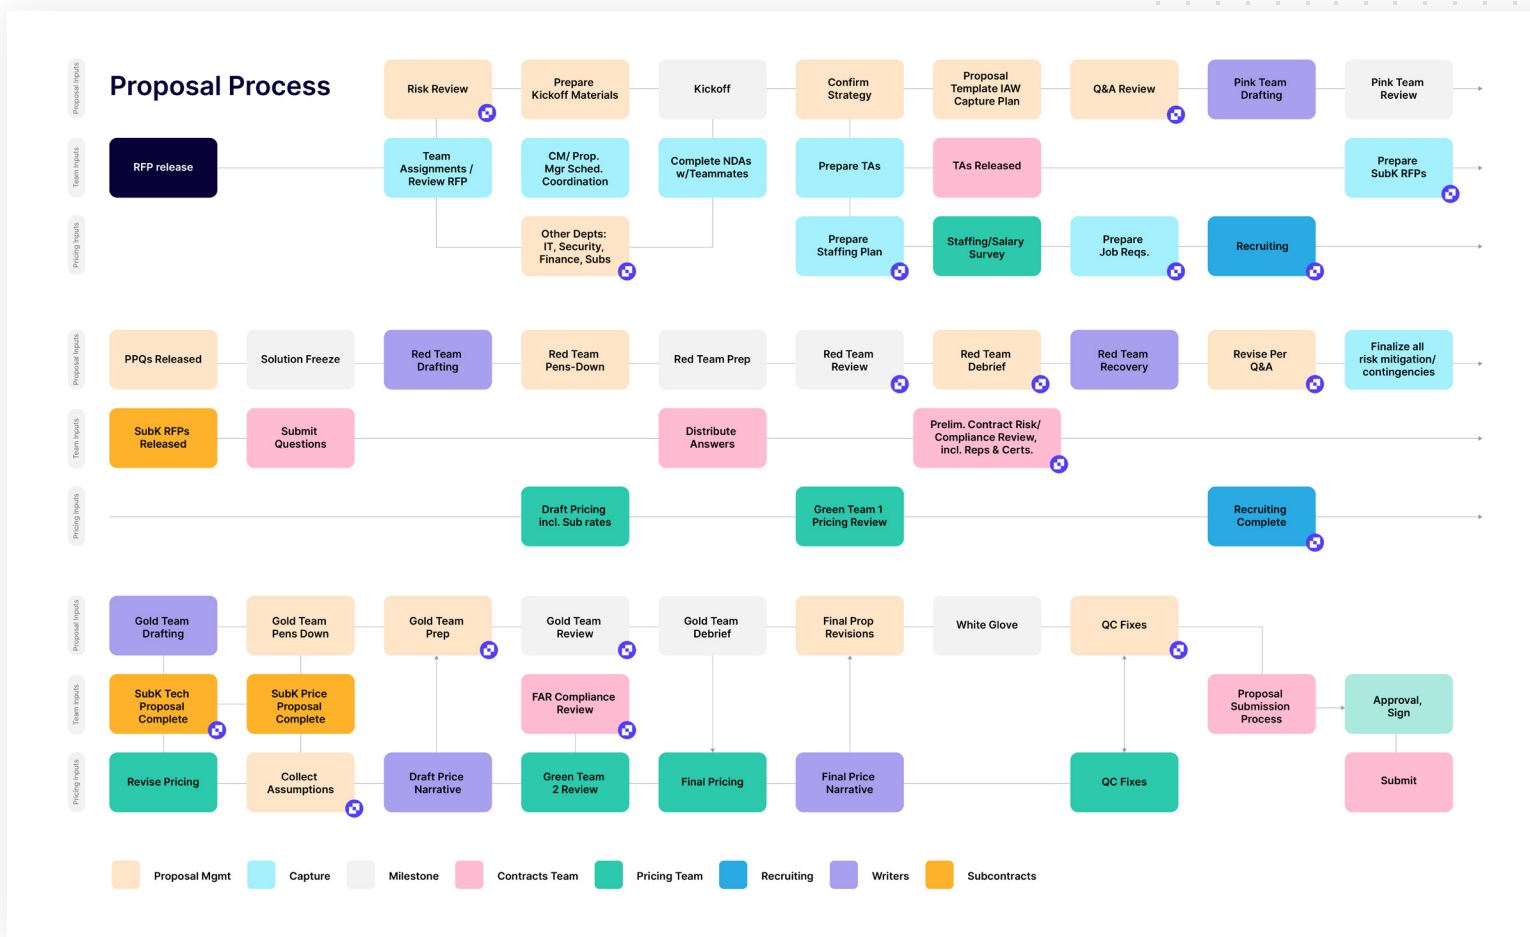 Proposal Process
Proposal Inputs
Risk Review
Prepare
Kickoff Materials
Kickoff
Confirm
Strategy
Proposal
Template IAW
Capture Plan
Q&A Review
Pink Team
Drafting
Pink Team
Review
Team Inputs
RFP release
Team
Assignments /
Review RFP
CM/ Prop.
Mgr Sched.
Coordination
Complete NDAs
w/Teammates
Prepare TAs
TAs Released
Prepare
SubK RFPs
Pricing Inputs
Other Depts:
IT, Security,
Finance, Subs
Prepare
Staffing Plan
Staffing/Salary
Survey
Prepare
Job Reqs.
Recruiting
Proposal Inputs
PPQs Released
Solution Freeze
Red Team
Drafting
Red Team
Pens-Down
Red Team Prep
Red Team
Review
Red Team
Debrief
Red Team
Recovery
Revise Per
Q&A
Finalize all
risk mitigation/
contingencies
Team Inputs
SubK RFPs
Released
Submit
Questions
Distribute
Answers
Prelim. Contract Risk/
Compliance Review,
incl. Reps & Certs.
Pricing Inputs
Draft Pricing
incl. Sub rates
Green Team 1
Pricing Review
Recruiting
Complete
Proposal Inputs
Gold Team
Drafting
Gold Team
Pens Down
Gold Team
Prep
Gold Team
Review
Gold Team
Debrief
Final Prop
Revisions
White Glove
QC Fixes
Team Inputs
SubK Tech
Proposal
Complete
SubK Price
Proposal
Complete
FAR Compliance
Review
Proposal
Submission
Process
Approval,
Sign
Pricing Inputs
Revise Pricing
Collect
Assumptions
Draft Price
Narrative
Green Team
2 Review
Final Pricing
Final Price
Narrative
QC Fixes
Submit
Proposal Mgmt
Capture
Milestone
Contracts Team
Pricing Team
Recruiting
Writers
Subcontracts